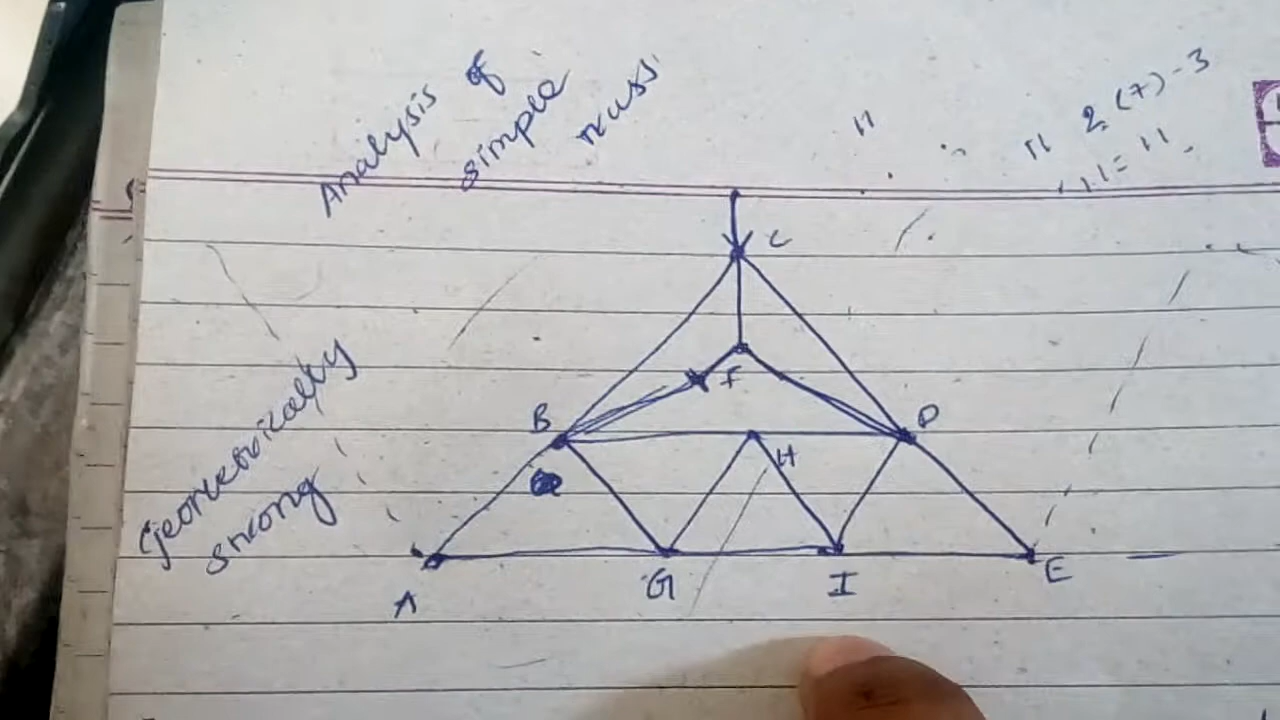 Analysis of
simple
truss
"
" 2(7)-3
11 = 11
C
F
B
D
H
A
G
I
E
Geometrically
strong